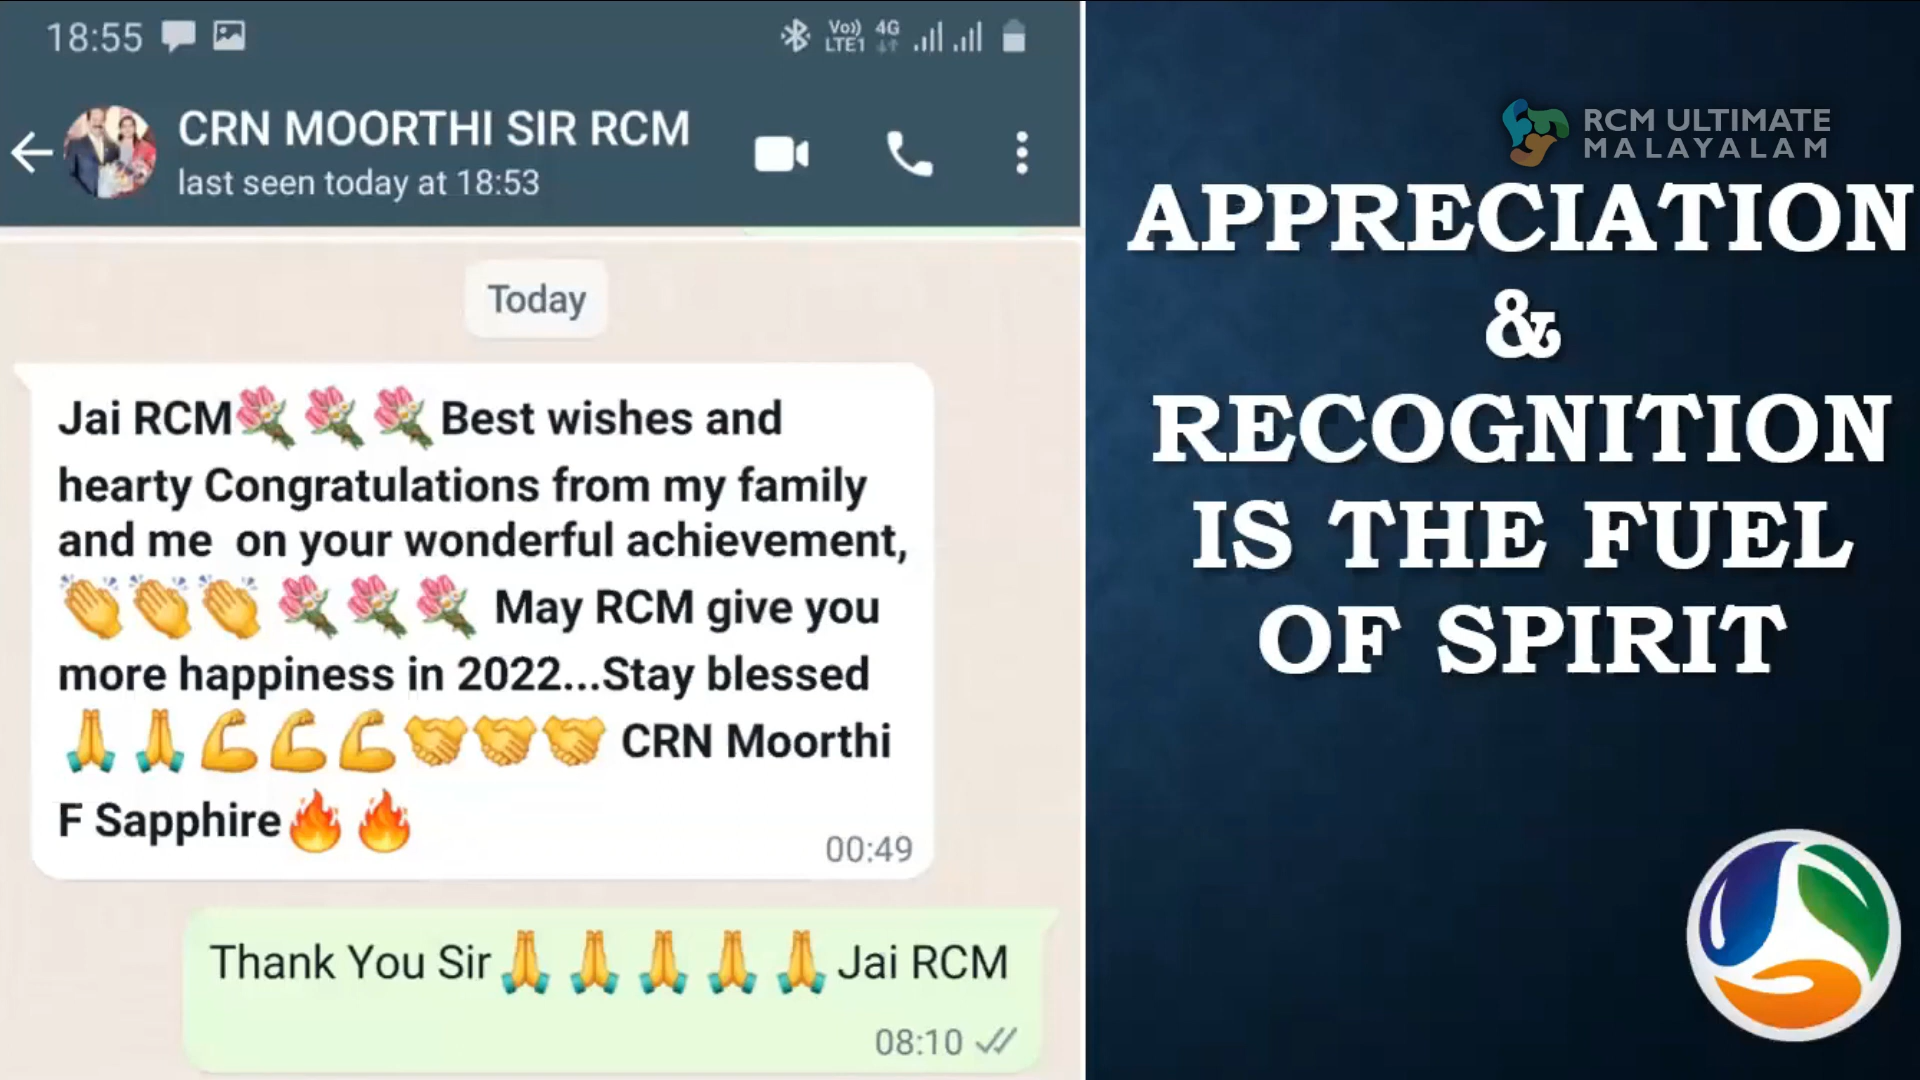 18:55
Vo)) LTE1 4G
CRN MOORTHI SIR RCM
last seen today at 18:53
Today
Jai RCM💐💐💐Best wishes and
hearty Congratulations from my family
and me on your wonderful achievement,
👏👏👏💐💐💐 May RCM give you
more happiness in 2022...Stay blessed
🙏🙏💪💪💪🤝🤝🤝 CRN Moorthi
F Sapphire🔥🔥
00:49
Thank You Sir🙏🙏🙏🙏🙏Jai RCM
08:10
RCM ULTIMATE
MALAYALAM
APPRECIATION
&
RECOGNITION
IS THE FUEL
OF SPIRIT